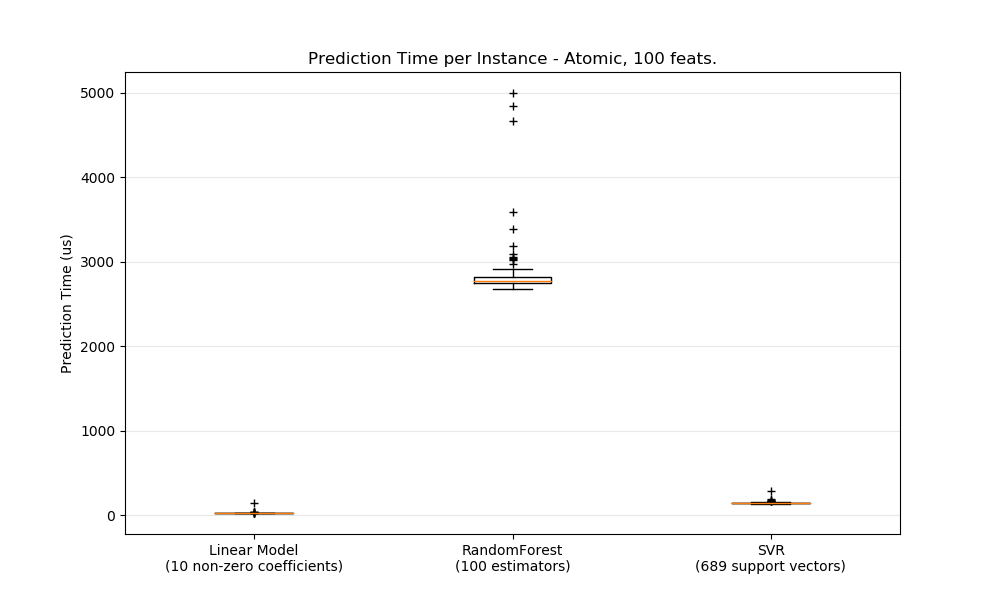 Prediction Time per Instance - Atomic, 100 feats.
Prediction Time (us)
5000
4000
3000
2000
1000
0
Linear Model
(10 non-zero coefficients)
RandomForest
(100 estimators)
SVR
(689 support vectors)